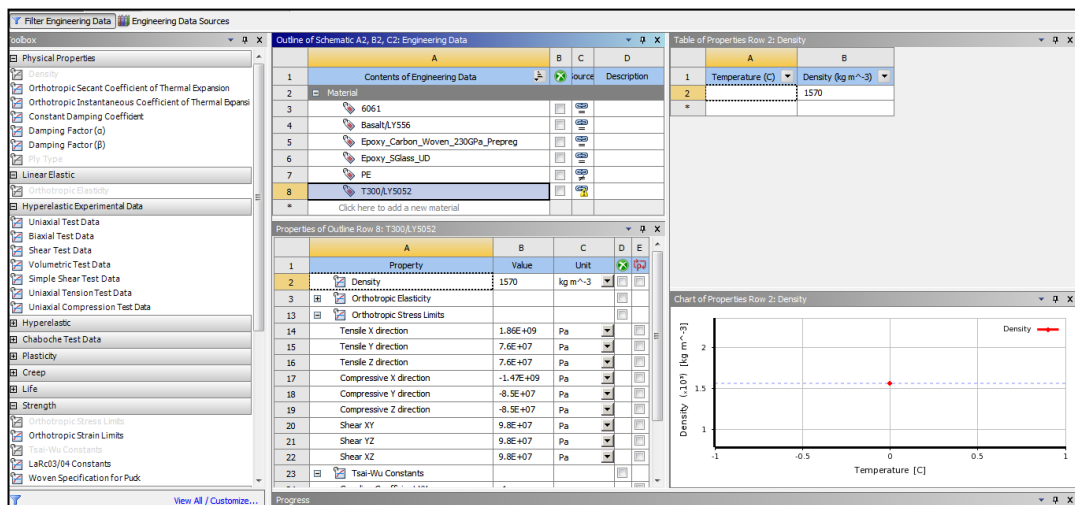 Filter Engineering Data Engineering Data Sources
oolbox
Physical Properties
Density
Orthotropic Secant Coefficient of Thermal Expansion
Orthotropic Instantaneous Coefficient of Thermal Expansi
Constant Damping Coefficient
Damping Factor (α)
Damping Factor (β)
Ply Type
Linear Elastic
Orthotropic Elasticity
Hyperelastic Experimental Data
Uniaxial Test Data
Biaxial Test Data
Shear Test Data
Volumetric Test Data
Simple Shear Test Data
Uniaxial Tension Test Data
Uniaxial Compression Test Data
Hyperelastic
Chaboche Test Data
Plasticity
Creep
Life
Strength
Orthotropic Stress Limits
Orthotropic Strain Limits
Tsai-Wu Constants
LaRc03/04 Constants
Woven Specification for Puck
View All / Customize...
Outline of Schematic A2, B2, C2: Engineering Data
A B C D
1 Contents of Engineering Data ource Description
2 Material
3 6061
4 Basalt/LY556
5 Epoxy_Carbon_Woven_230GPa_Prepreg
6 Epoxy_SGlass_UD
7 PE
8 T300/LY5052
* Click here to add a new material
Properties of Outline Row 8: T300/LY5052
A B C D E
1 Property Value Unit
2 Density 1570 kg m^-3
3 Orthotropic Elasticity
13 Orthotropic Stress Limits
14 Tensile X direction 1.86E+09 Pa
15 Tensile Y direction 7.6E+07 Pa
16 Tensile Z direction 7.6E+07 Pa
17 Compressive X direction -1.47E+09 Pa
18 Compressive Y direction -8.5E+07 Pa
19 Compressive Z direction -8.5E+07 Pa
20 Shear XY 9.8E+07 Pa
21 Shear YZ 9.8E+07 Pa
22 Shear XZ 9.8E+07 Pa
23 Tsai-Wu Constants
Progress
Table of Properties Row 2: Density
A B
1 Temperature (C) Density (kg m^-3)
2 1570
*
Chart of Properties Row 2: Density
Density (.10³) [kg m^-3]
Density
2
1.5
1
-1 -0.5 0 0.5 1
Temperature [C]